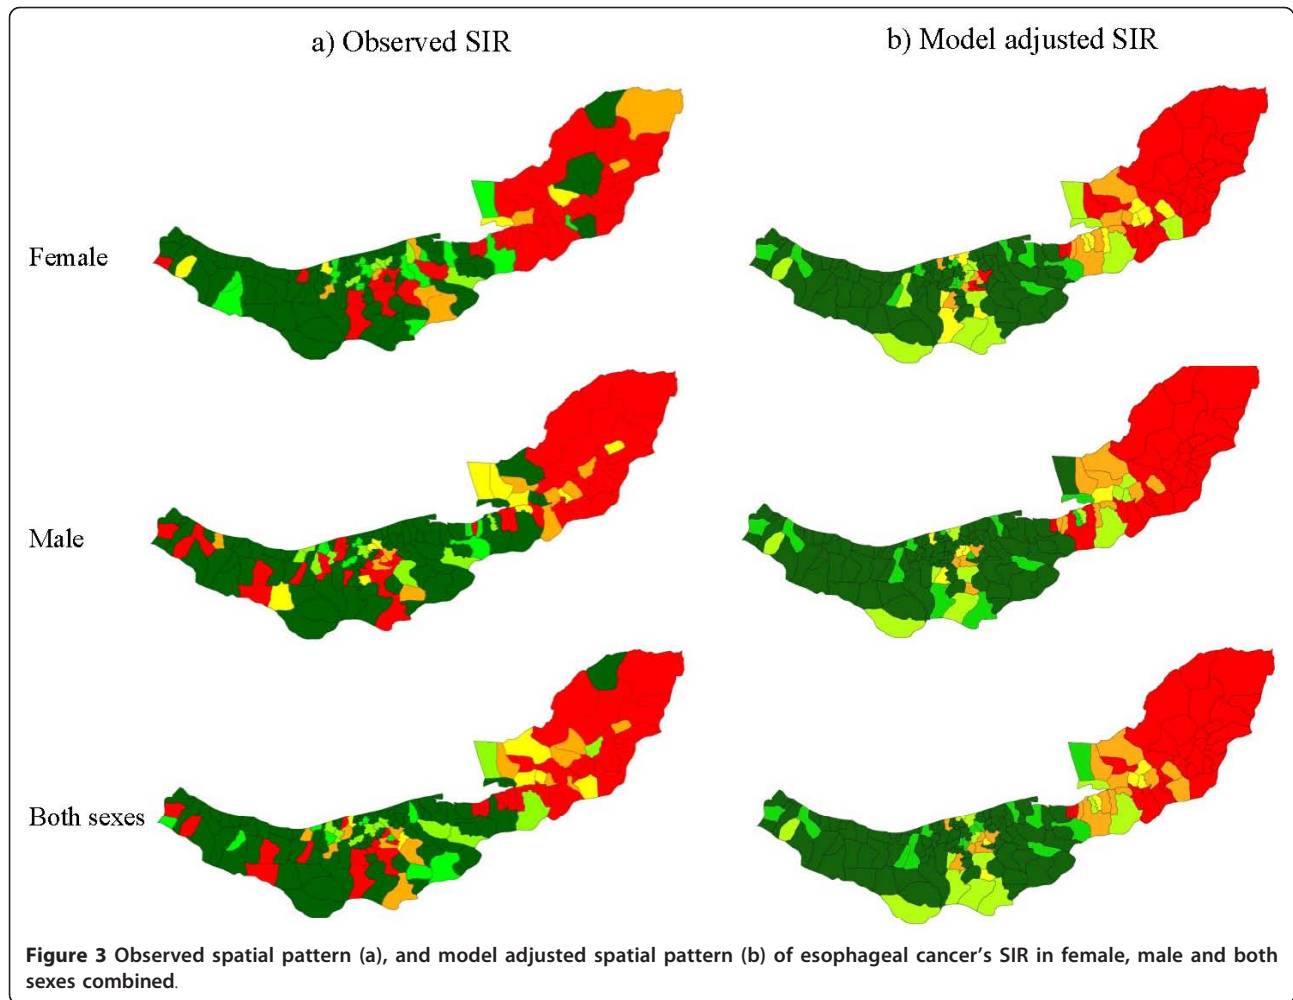 a) Observed SIR
b) Model adjusted SIR
Female
Male
Both sexes
Figure 3 Observed spatial pattern (a), and model adjusted spatial pattern (b) of esophageal cancer's SIR in female, male and both
sexes combined.